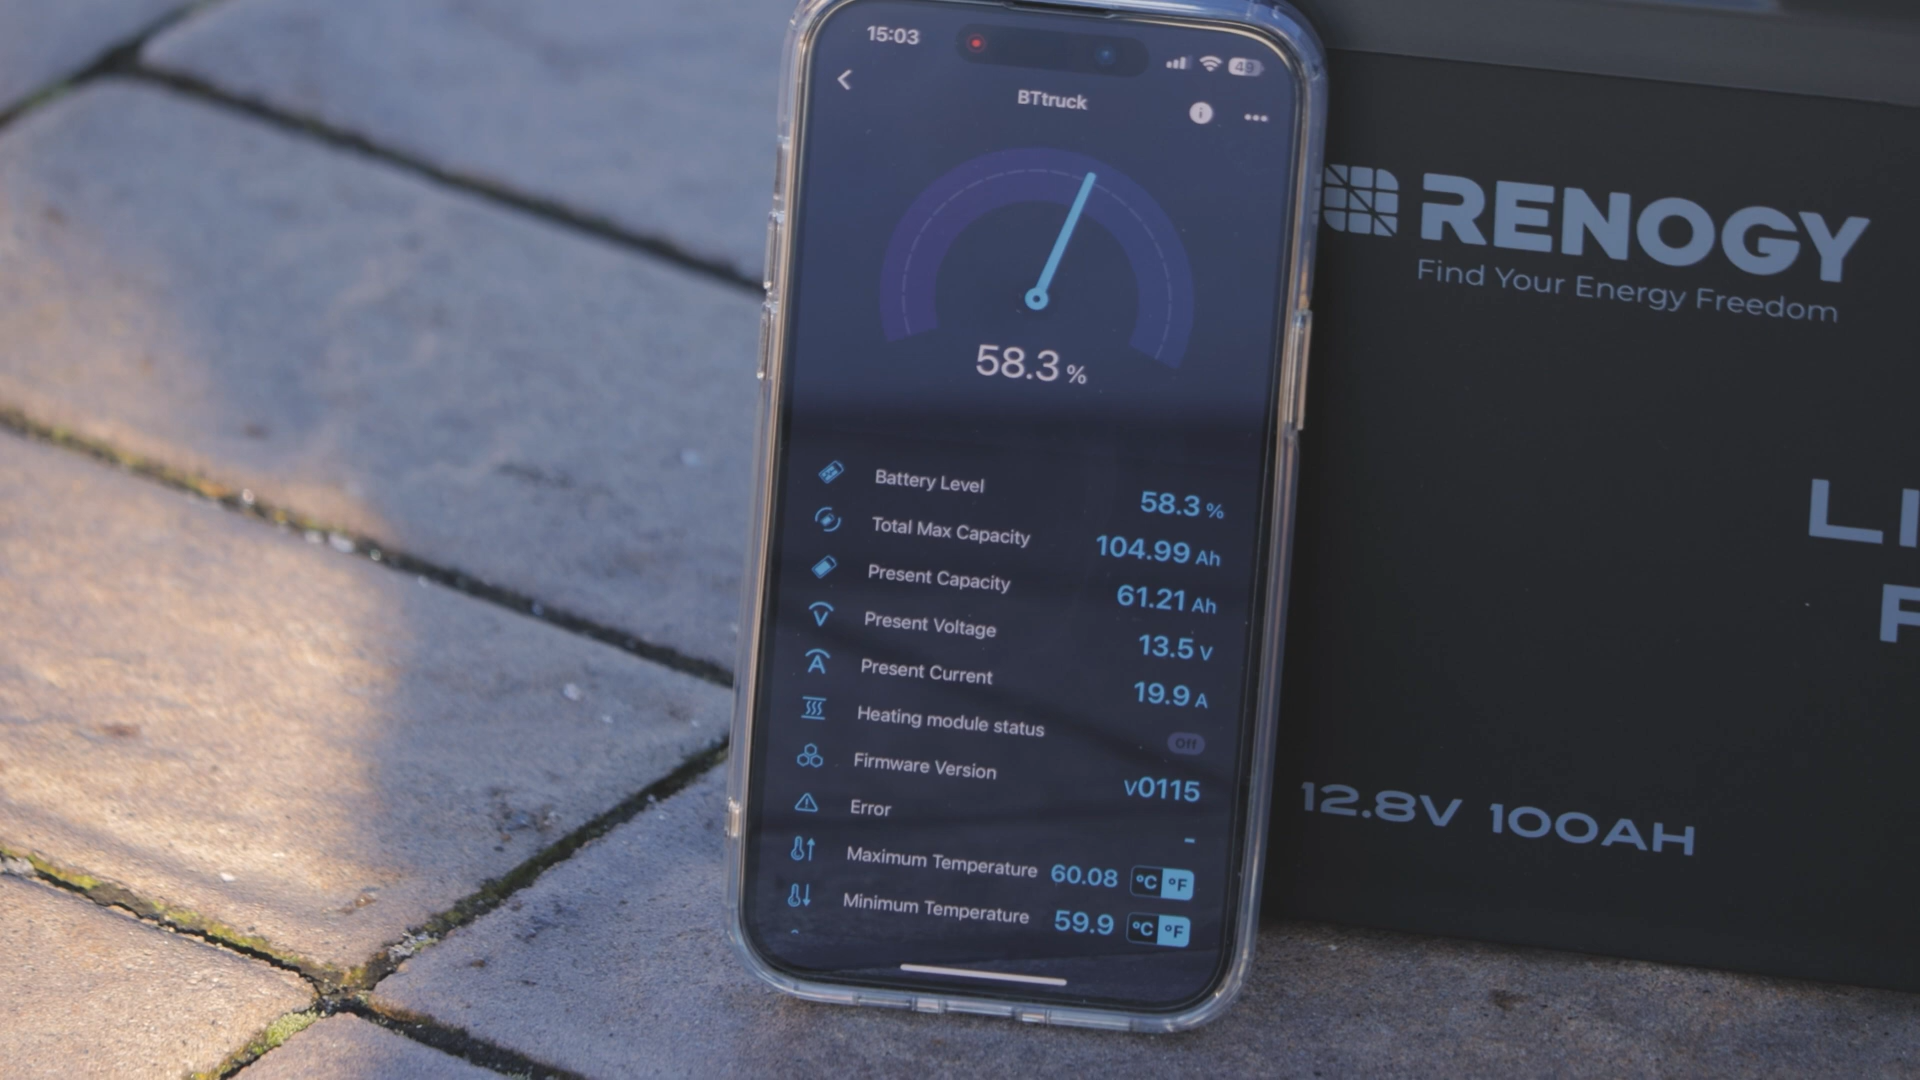 15:03
49
BTtruck
58.3 %
Battery Level 58.3 %
Total Max Capacity 104.99 Ah
Present Capacity 61.21 Ah
Present Voltage 13.5 V
Present Current 19.9 A
Heating module status Off
Firmware Version v0115
Error -
Maximum Temperature 60.08 °C °F
Minimum Temperature 59.9 °C °F
RENOGY
Find Your Energy Freedom
LI
P
12.8V 100AH